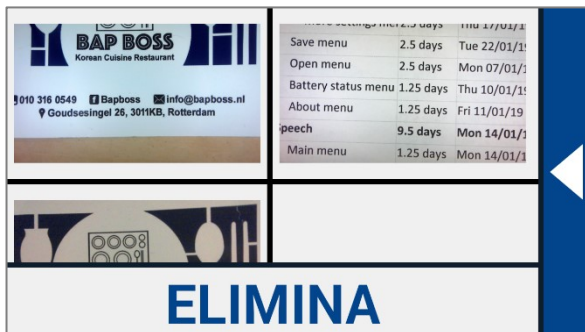 BAP BOSS
Korean Cuisine Restaurant
010 316 0549 Bapboss info@bapboss.nl
Goudsesingel 26, 3011KB, Rotterdam
Save menu 2.5 days Tue 22/01/1
Open menu 2.5 days Mon 07/01/1
Battery status menu 1.25 days Thu 10/01/1
About menu 1.25 days Fri 11/01/19
peech 9.5 days Mon 14/01/1
Main menu 1.25 days Mon 14/01/1
ELIMINA